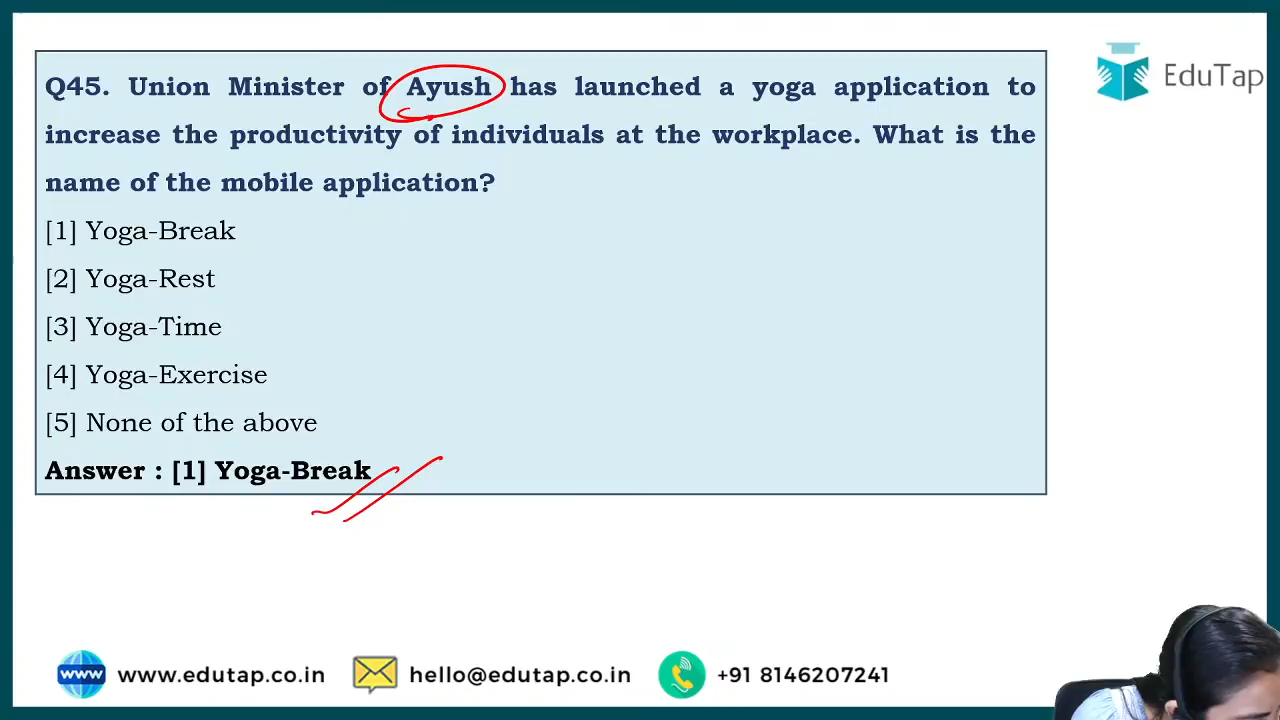 EduTap
Q45. Union Minister of Ayush has launched a yoga application to
increase the productivity of individuals at the workplace. What is the
name of the mobile application?
[1] Yoga-Break
[2] Yoga-Rest
[3] Yoga-Time
[4] Yoga-Exercise
[5] None of the above
Answer : [1] Yoga-Break
www www.edutap.co.in hello@edutap.co.in +91 8146207241